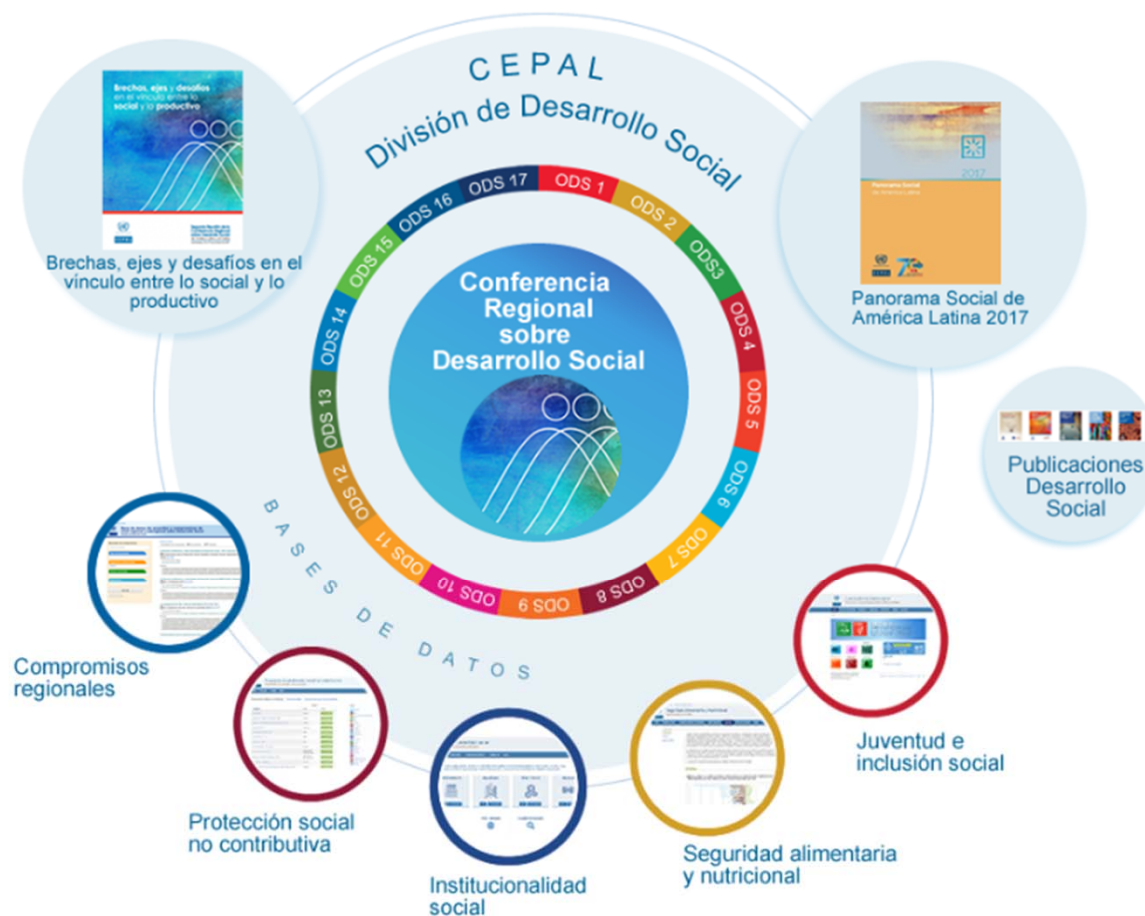 CEPAL
División de Desarrollo Social
Brechas, ejes y desafíos
en el vínculo entre lo
social y lo productivo
CEPAL
Brechas, ejes y desafíos en el
vínculo entre lo social y lo
productivo
2017
Panorama Social
de América Latina
CEPAL
Panorama Social de
América Latina 2017
ODS 1
ODS 2
ODS3
ODS 4
ODS 5
ODS 6
ODS 7
ODS 8
ODS 9
ODS 10
ODS 11
ODS 12
ODS 13
ODS 14
ODS 15
ODS 16
ODS 17
Conferencia
Regional
sobre
Desarrollo Social
Publicaciones
Desarrollo
Social
BASES DE DATOS
Compromisos
regionales
Protección social
no contributiva
Institucionalidad
social
Seguridad alimentaria
y nutricional
Juventud e
inclusión social